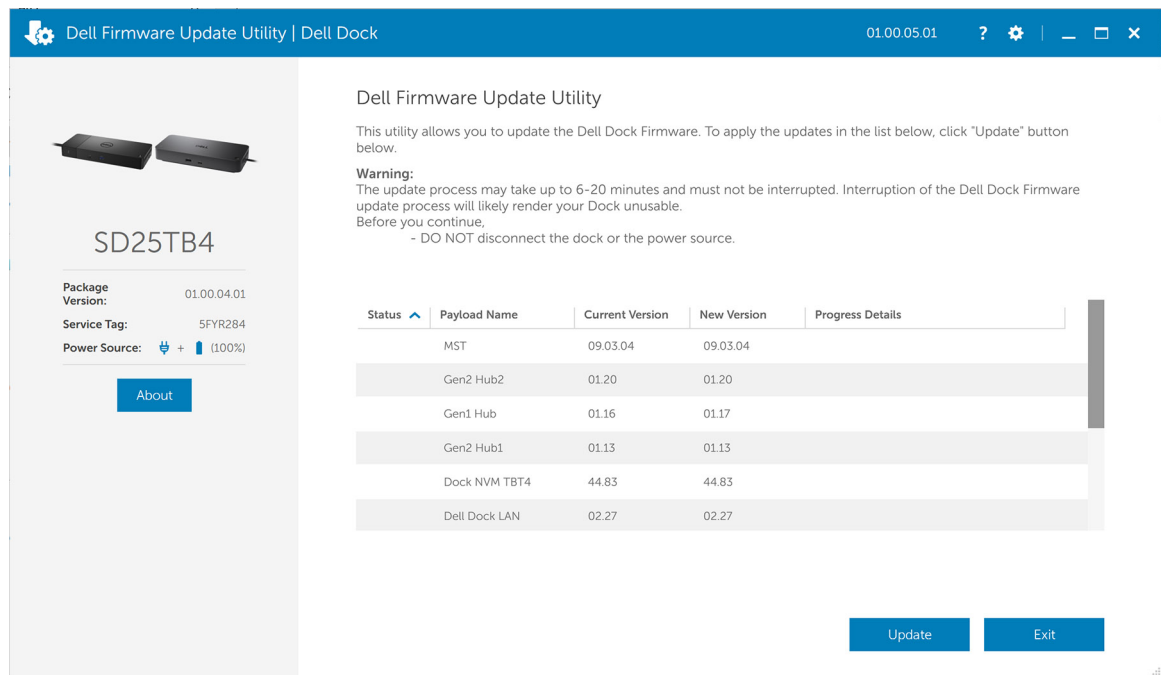 Dell Firmware Update Utility | Dell Dock
01.00.05.01
?
Dell Firmware Update Utility
This utility allows you to update the Dell Dock Firmware. To apply the updates in the list below, click "Update" button
below.
Warning:
The update process may take up to 6-20 minutes and must not be interrupted. Interruption of the Dell Dock Firmware
update process will likely render your Dock unusable.
Before you continue,
- DO NOT disconnect the dock or the power source.
SD25TB4
Package
Version:
01.00.04.01
Service Tag: 5FYR284
Power Source: + (100%)
About
Status Payload Name Current Version New Version Progress Details
MST 09.03.04 09.03.04
Gen2 Hub2 01.20 01.20
Gen1 Hub 01.16 01.17
Gen2 Hub1 01.13 01.13
Dock NVM TBT4 44.83 44.83
Dell Dock LAN 02.27 02.27
Update Exit